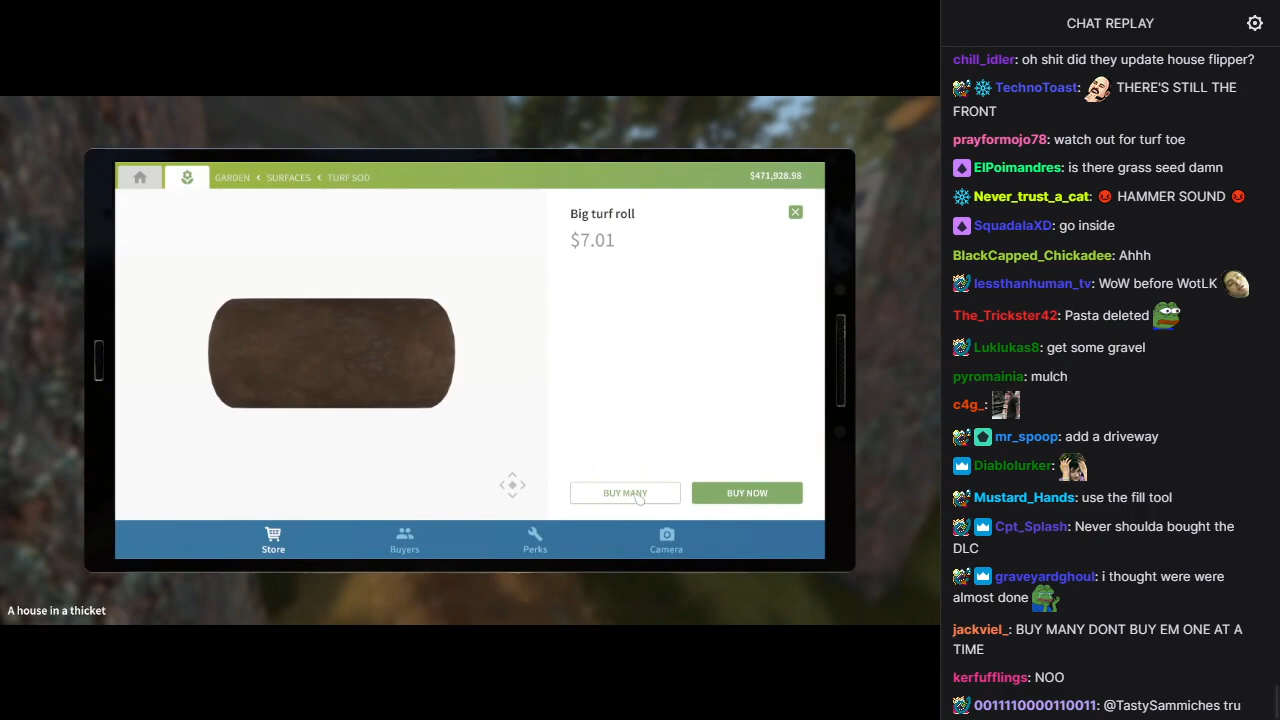 GARDEN < SURFACES < TURF SOD
$471,928.98
Big turf roll
$7.01
BUY MANY
BUY NOW
Store
Buyers
Perks
Camera
A house in a thicket
CHAT REPLAY
chill_idler: oh shit did they update house flipper?
TechnoToast: THERE'S STILL THE
FRONT
prayformojo78: watch out for turf toe
ElPoimandres: is there grass seed damn
Never_trust_a_cat: HAMMER SOUND
SquadalaXD: go inside
BlackCapped_Chickadee: Ahhh
lessthanhuman_tv: WoW before WotLK
The_Trickster42: Pasta deleted
Luklukas8: get some gravel
pyromainia: mulch
c4g_:
mr_spoop: add a driveway
Diablolurker:
Mustard_Hands: use the fill tool
Cpt_Splash: Never shoulda bought the
DLC
graveyardghoul: i thought were were
almost done
jackviel_: BUY MANY DONT BUY EM ONE AT A
TIME
kerfufflings: NOO
0011110000110011: @TastySammiches tru